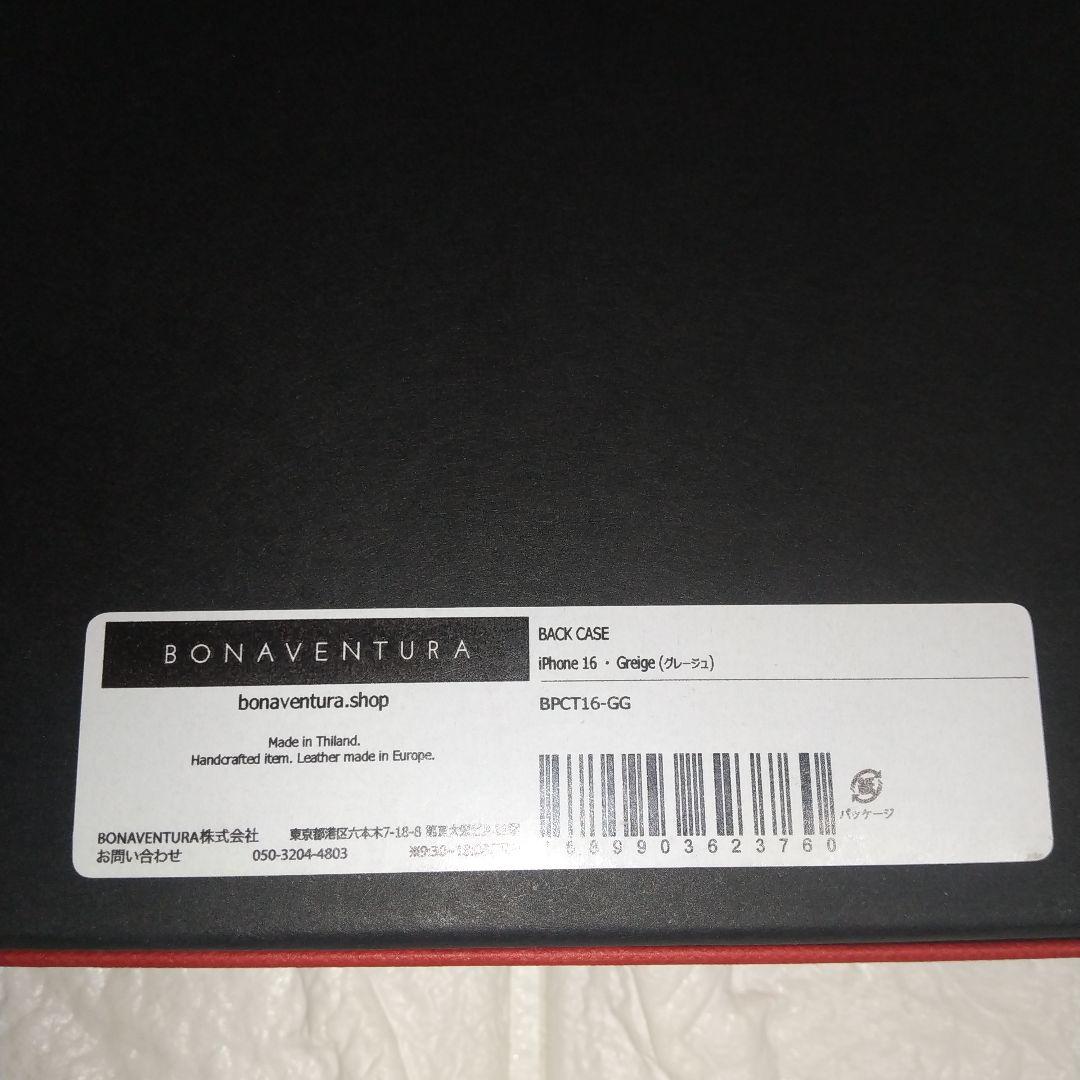 BONAVENTURA
bonaventura.shop
Made in Thiland.
Handcrafted item. Leather made in Europe.
BONAVENTURA株式会社 東京都港区六本木7-18-8
お問い合わせ 050-3204-4803
BACK CASE
iPhone 16 ・ Greige (グレージュ)
BPCT16-GG
689903623760
紙
パッケージ